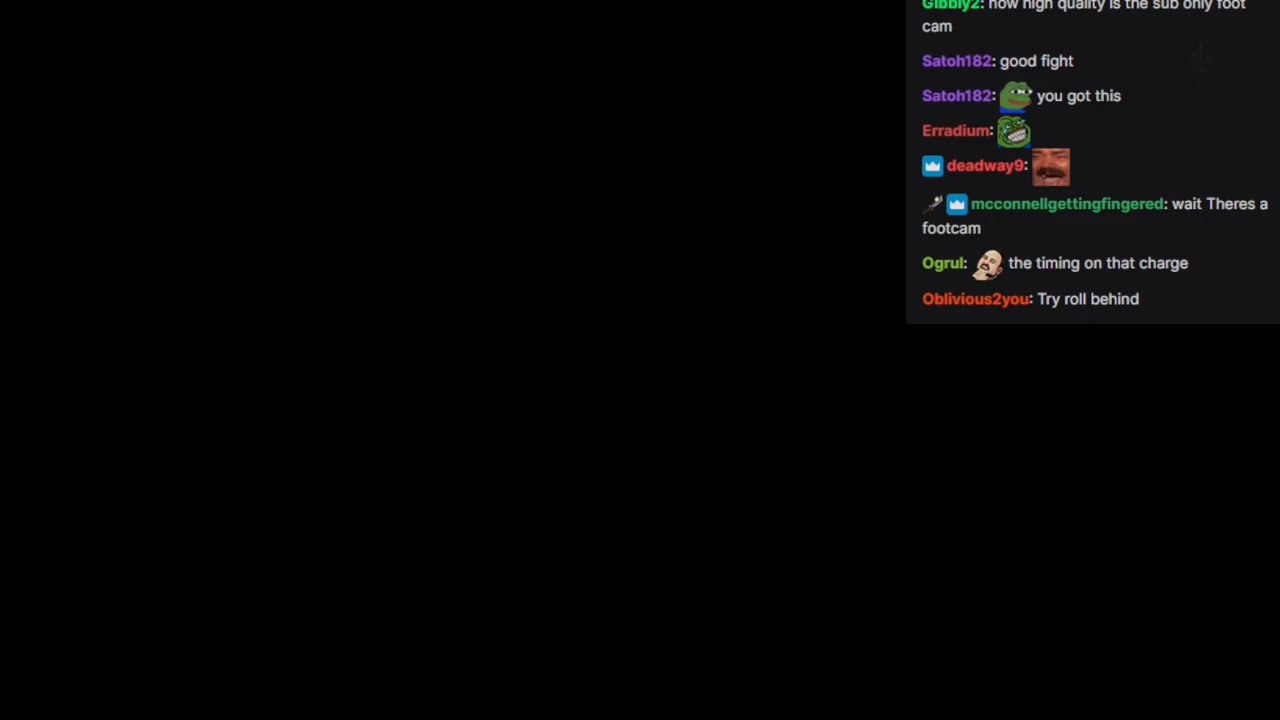 Gibbly2: how high quality is the sub only foot
cam
Satoh182: good fight
Satoh182: you got this
Erradium:
deadway9:
mcconnellgettingfingered: wait Theres a
footcam
Ogrul: the timing on that charge
Oblivious2you: Try roll behind